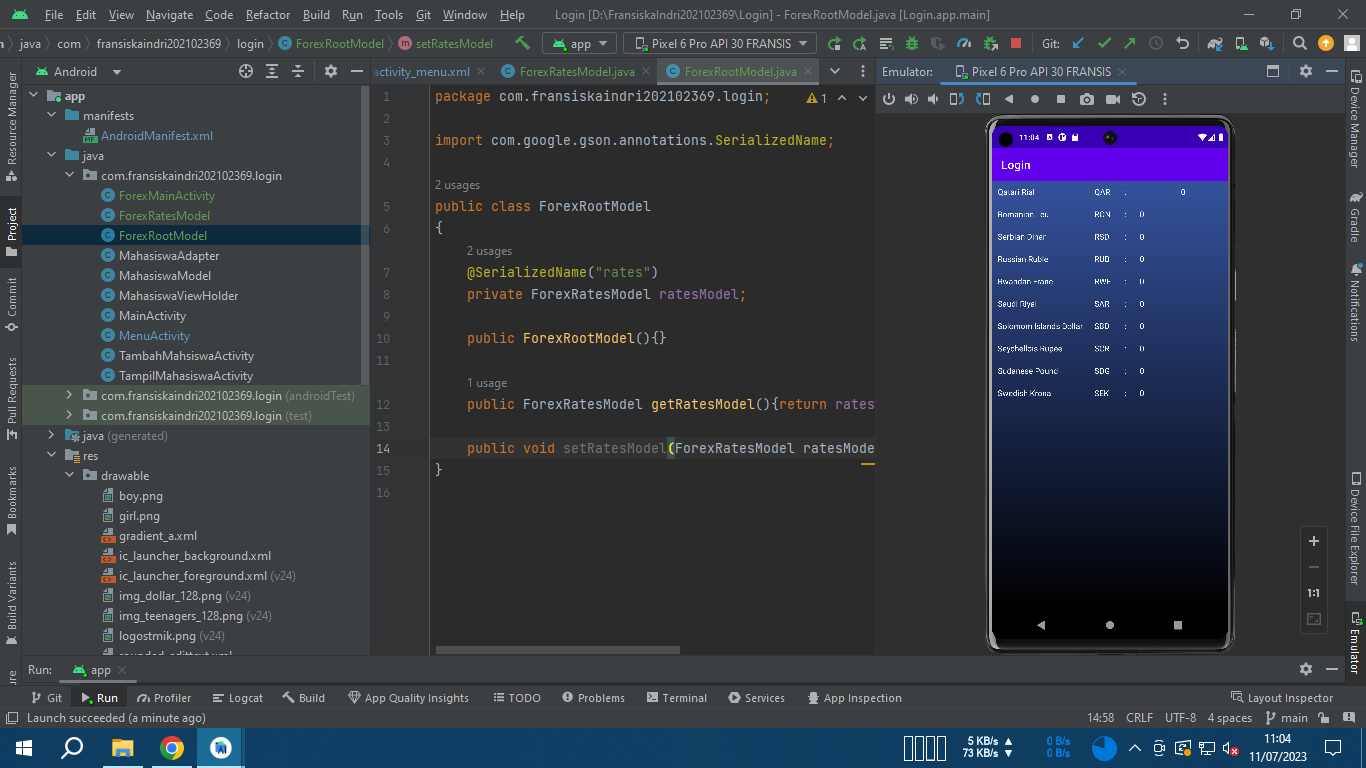 File Edit View Navigate Code Refactor Build Run Tools Git Window Help Login [D:\FransiskaIndri202102369\Login] - ForexRootModel.java [Login.app.main]
java com fransiskaindri202102369 login ForexRootModel setRatesModel app Pixel 6 Pro API 30 FRANSIS Git:
Android activity_menu.xml ForexRatesModel.java ForexRootModel.java Emulator: Pixel 6 Pro API 30 FRANSIS
Resource Manager
Project
Commit
Pull Requests
Bookmarks
Build Variants
app
manifests
AndroidManifest.xml
java
com.fransiskaindri202102369.login
ForexMainActivity
ForexRatesModel
ForexRootModel
MahasiswaAdapter
MahasiswaModel
MahasiswaViewHolder
MainActivity
MenuActivity
TambahMahsiswaActivity
TampilMahasiswaActivity
com.fransiskaindri202102369.login (androidTest)
com.fransiskaindri202102369.login (test)
java (generated)
res
drawable
boy.png
girl.png
gradient_a.xml
ic_launcher_background.xml
ic_launcher_foreground.xml (v24)
img_dollar_128.png (v24)
img_teenagers_128.png (v24)
logostmik.png (v24)
1 package com.fransiskaindri202102369.login; 1
2
3 import com.google.gson.annotations.SerializedName;
4
2 usages
5 public class ForexRootModel
6 {
2 usages
7 @SerializedName("rates")
8 private ForexRatesModel ratesModel;
9
10 public ForexRootModel(){}
11
1 usage
12 public ForexRatesModel getRatesModel(){return rates
13
14 public void setRatesModel(ForexRatesModel ratesMode
15 }
16
11:04
Login
Qatari Rial QAR : 0
Romanian Leu RON : 0
Serbian Dinar RSD : 0
Russian Ruble RUB : 0
Rwandan Franc RWF : 0
Saudi Riyal SAR : 0
Solomom Islands Dollar SBD : 0
Seychellois Rupee SCR : 0
Sudanese Pound SDG : 0
Swedish Krona SEK : 0
1:1
Device Manager
Gradle
Notifications
Device File Explorer
Emulator
Run: app
Git Run Profiler Logcat Build App Quality Insights TODO Problems Terminal Services App Inspection Layout Inspector
Launch succeeded (a minute ago) 14:58 CRLF UTF-8 4 spaces main
5 KB/s 0 B/s 11:04
73 KB/s 0 B/s 11/07/2023